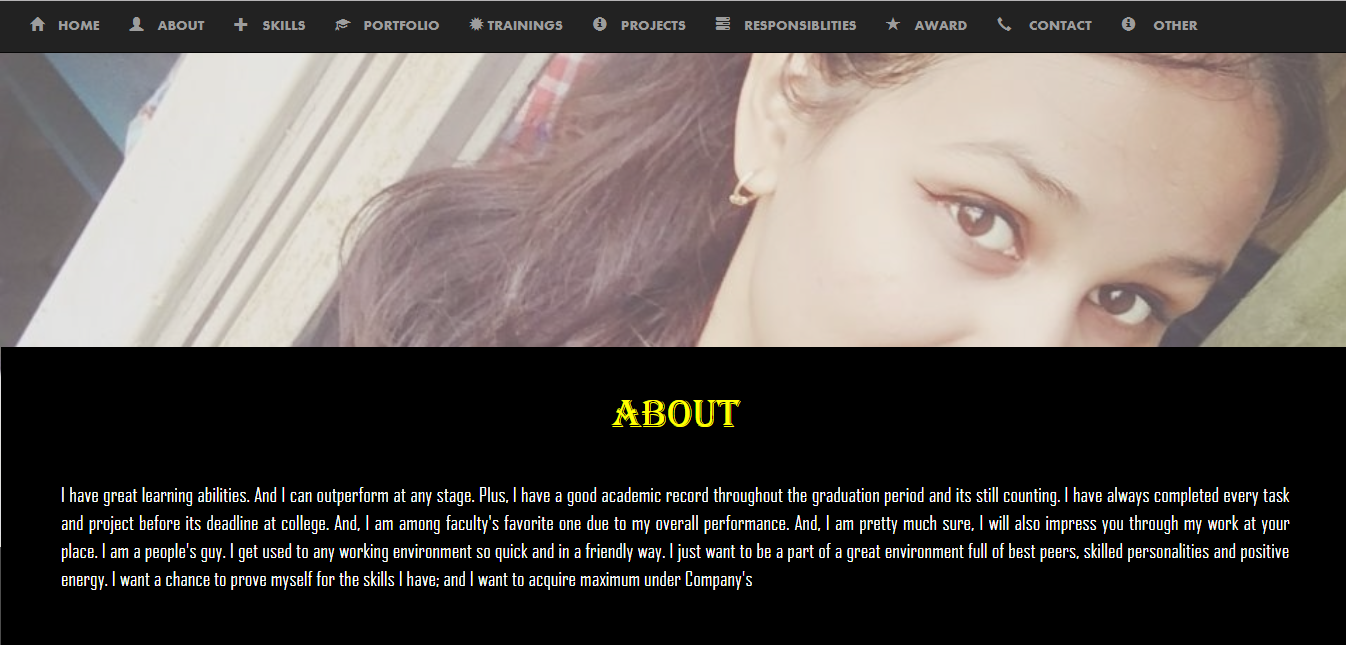 HOME ABOUT SKILLS PORTFOLIO TRAININGS PROJECTS RESPONSIBLITIES AWARD CONTACT OTHER
ABOUT
I have great learning abilities. And I can outperform at any stage. Plus, I have a good academic record throughout the graduation period and its still counting. I have always completed every task
and project before its deadline at college. And, I am among faculty's favorite one due to my overall performance. And, I am pretty much sure, I will also impress you through my work at your
place. I am a people's guy. I get used to any working environment so quick and in a friendly way. I just want to be a part of a great environment full of best peers, skilled personalities and positive
energy. I want a chance to prove myself for the skills I have; and I want to acquire maximum under Company's